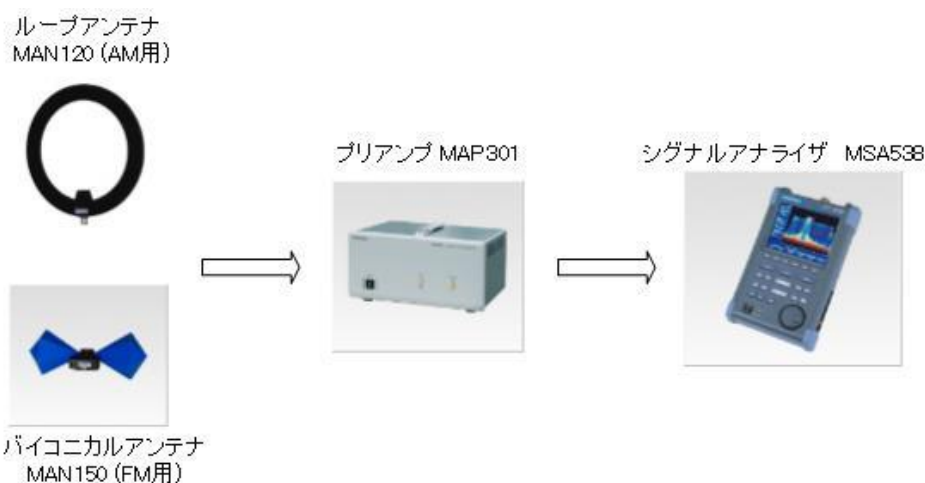 ループアンテナ
MAN120 (AM用)
プリアンプ MAP301
シグナルアナライザ MSA538
バイコニカルアンテナ
MAN150 (FM用)